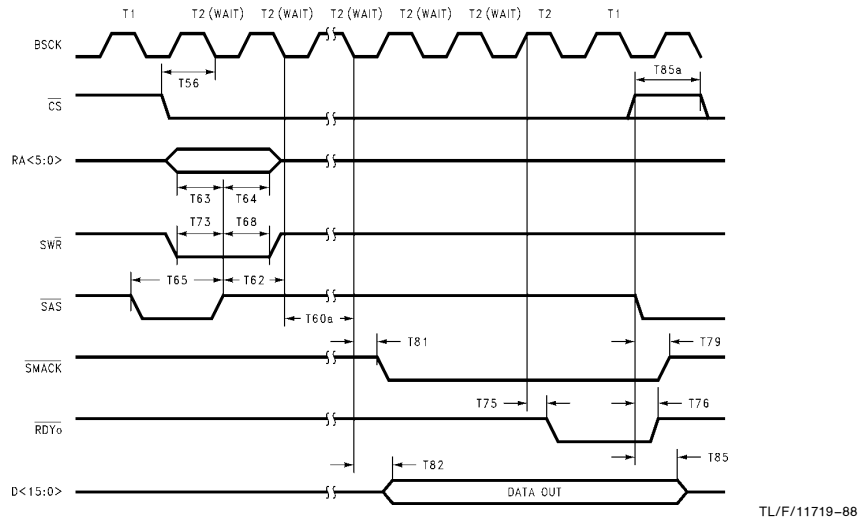 T1 T2 (WAIT) T2 (WAIT) T2 (WAIT) T2 (WAIT) T2 (WAIT) T2 T1
BSCK
T56
T85a
CS
RA<5:0>
T63 T64
T73 T68
SWR
T65 T62
SAS
T60a
T81 T79
SMACK
T75 T76
RDYo
T82 T85
D<15:0> DATA OUT
TL/F/11719–88